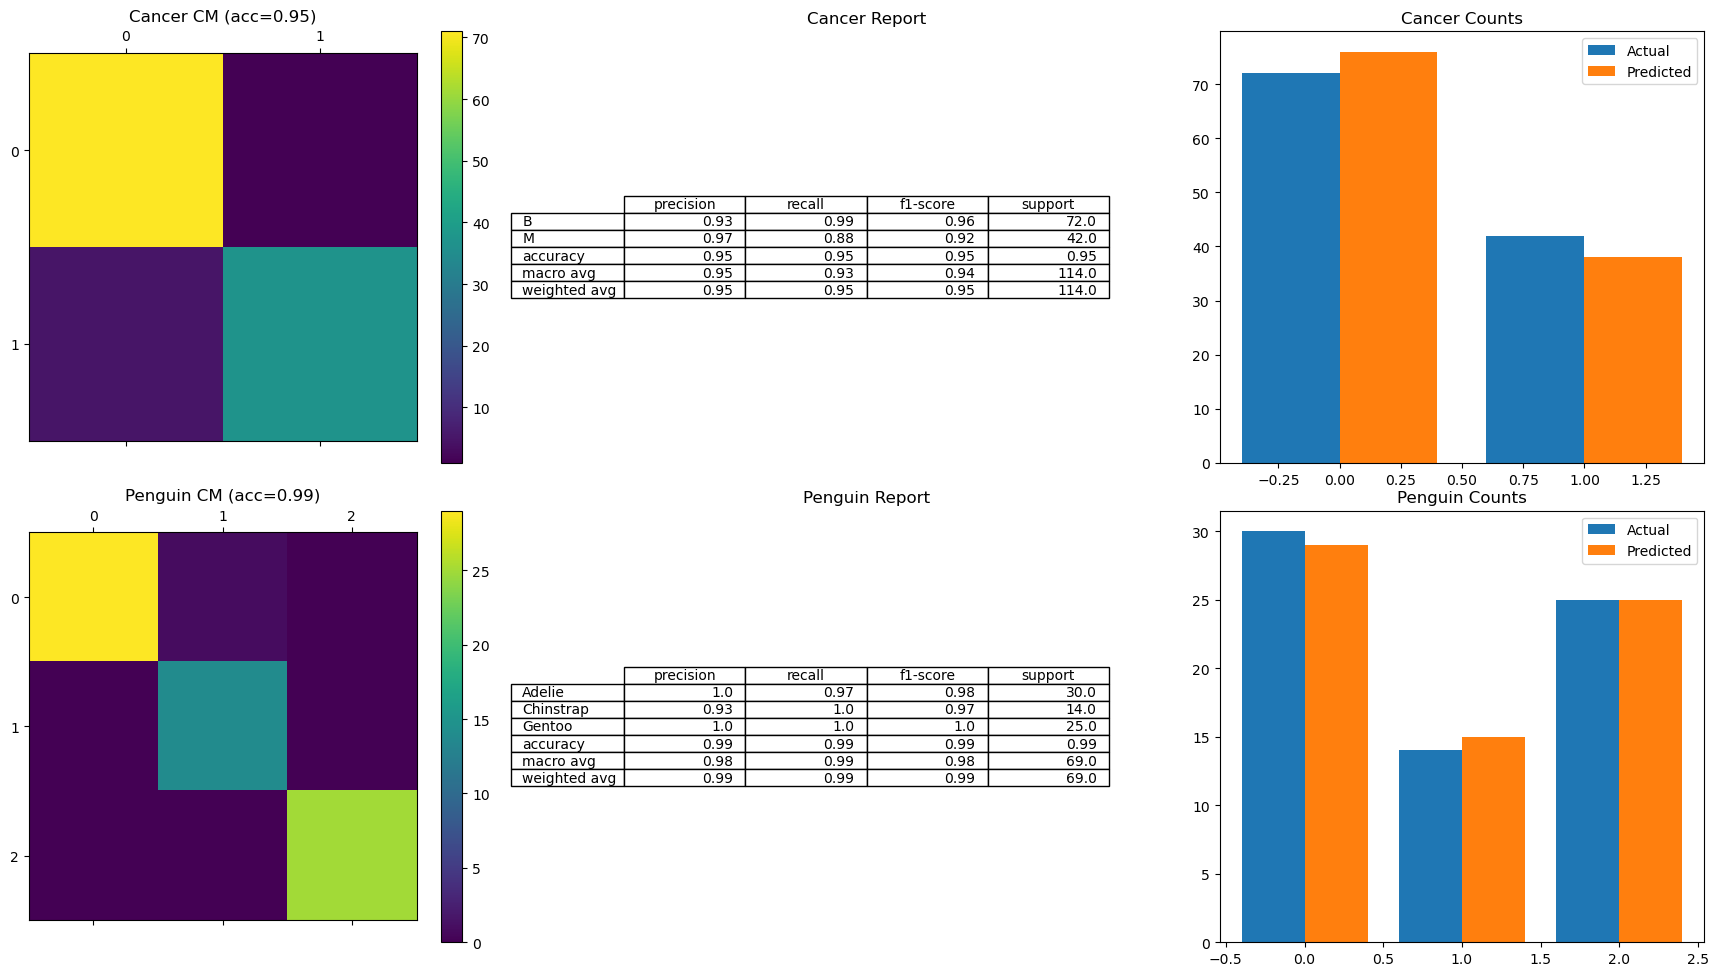 Cancer CM (acc=0.95)
0 1
0
1
70
60
50
40
30
20
10
Cancer Report
precision recall f1-score support
B 0.93 0.99 0.96 72.0
M 0.97 0.88 0.92 42.0
accuracy 0.95 0.95 0.95 0.95
macro avg 0.95 0.93 0.94 114.0
weighted avg 0.95 0.95 0.95 114.0
Cancer Counts
Actual
Predicted
70
60
50
40
30
20
10
0
−0.25 0.00 0.25 0.50 0.75 1.00 1.25
Penguin CM (acc=0.99)
0 1 2
0
1
2
25
20
15
10
5
0
Penguin Report
precision recall f1-score support
Adelie 1.0 0.97 0.98 30.0
Chinstrap 0.93 1.0 0.97 14.0
Gentoo 1.0 1.0 1.0 25.0
accuracy 0.99 0.99 0.99 0.99
macro avg 0.98 0.99 0.98 69.0
weighted avg 0.99 0.99 0.99 69.0
Penguin Counts
Actual
Predicted
30
25
20
15
10
5
0
−0.5 0.0 0.5 1.0 1.5 2.0 2.5